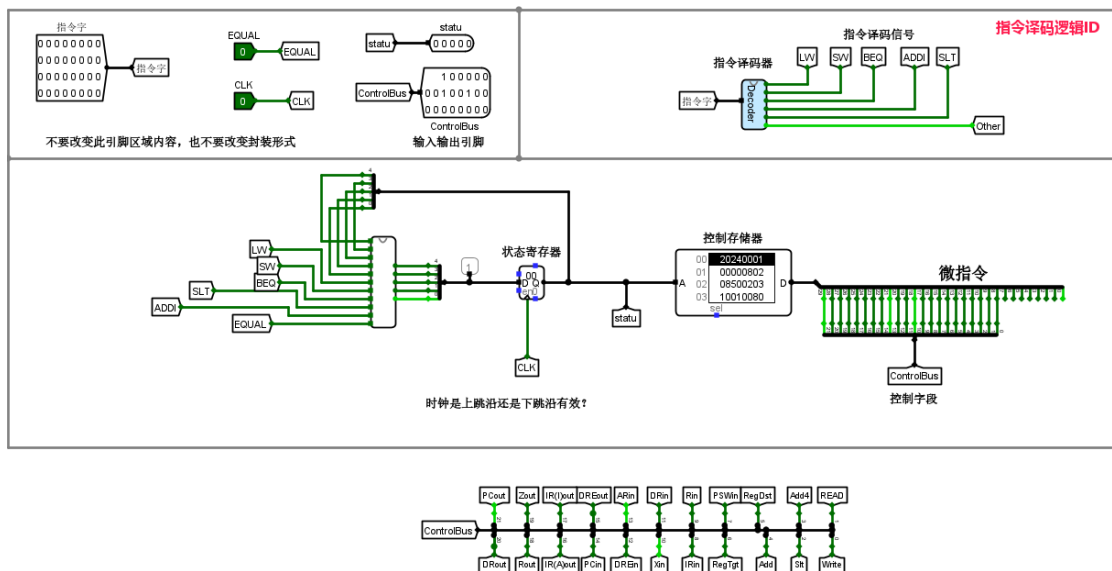 指令字
00000000
00000000
00000000
00000000
指令字
EQUAL
0
EQUAL
CLK
0
CLK
statu
statu
00000
ControlBus
100000
00100100
00000000
ControlBus
不要改变此引脚区域内容，也不要改变封装形式
输入输出引脚
指令译码逻辑ID
指令译码信号
指令译码器
LW
SW
BEQ
ADDI
SLT
指令字
Decoder
Other
LW
SW
BEQ
SLT
ADDI
EQUAL
1
状态寄存器
00
D Q
en0
CLK
statu
时钟是上跳沿还是下跳沿有效？
控制存储器
A
00 20240001
01 00000802
02 08500203
03 10010080
D
sel
微指令
ControlBus
控制字段
PCout
Zout
IR(I)out
DREout
ARin
DRin
Rin
PSWin
RegDst
Add4
READ
ControlBus
DRout
Rout
IR(A)out
PCin
DREin
Xin
IRin
RegTgt
Add
Slt
Write